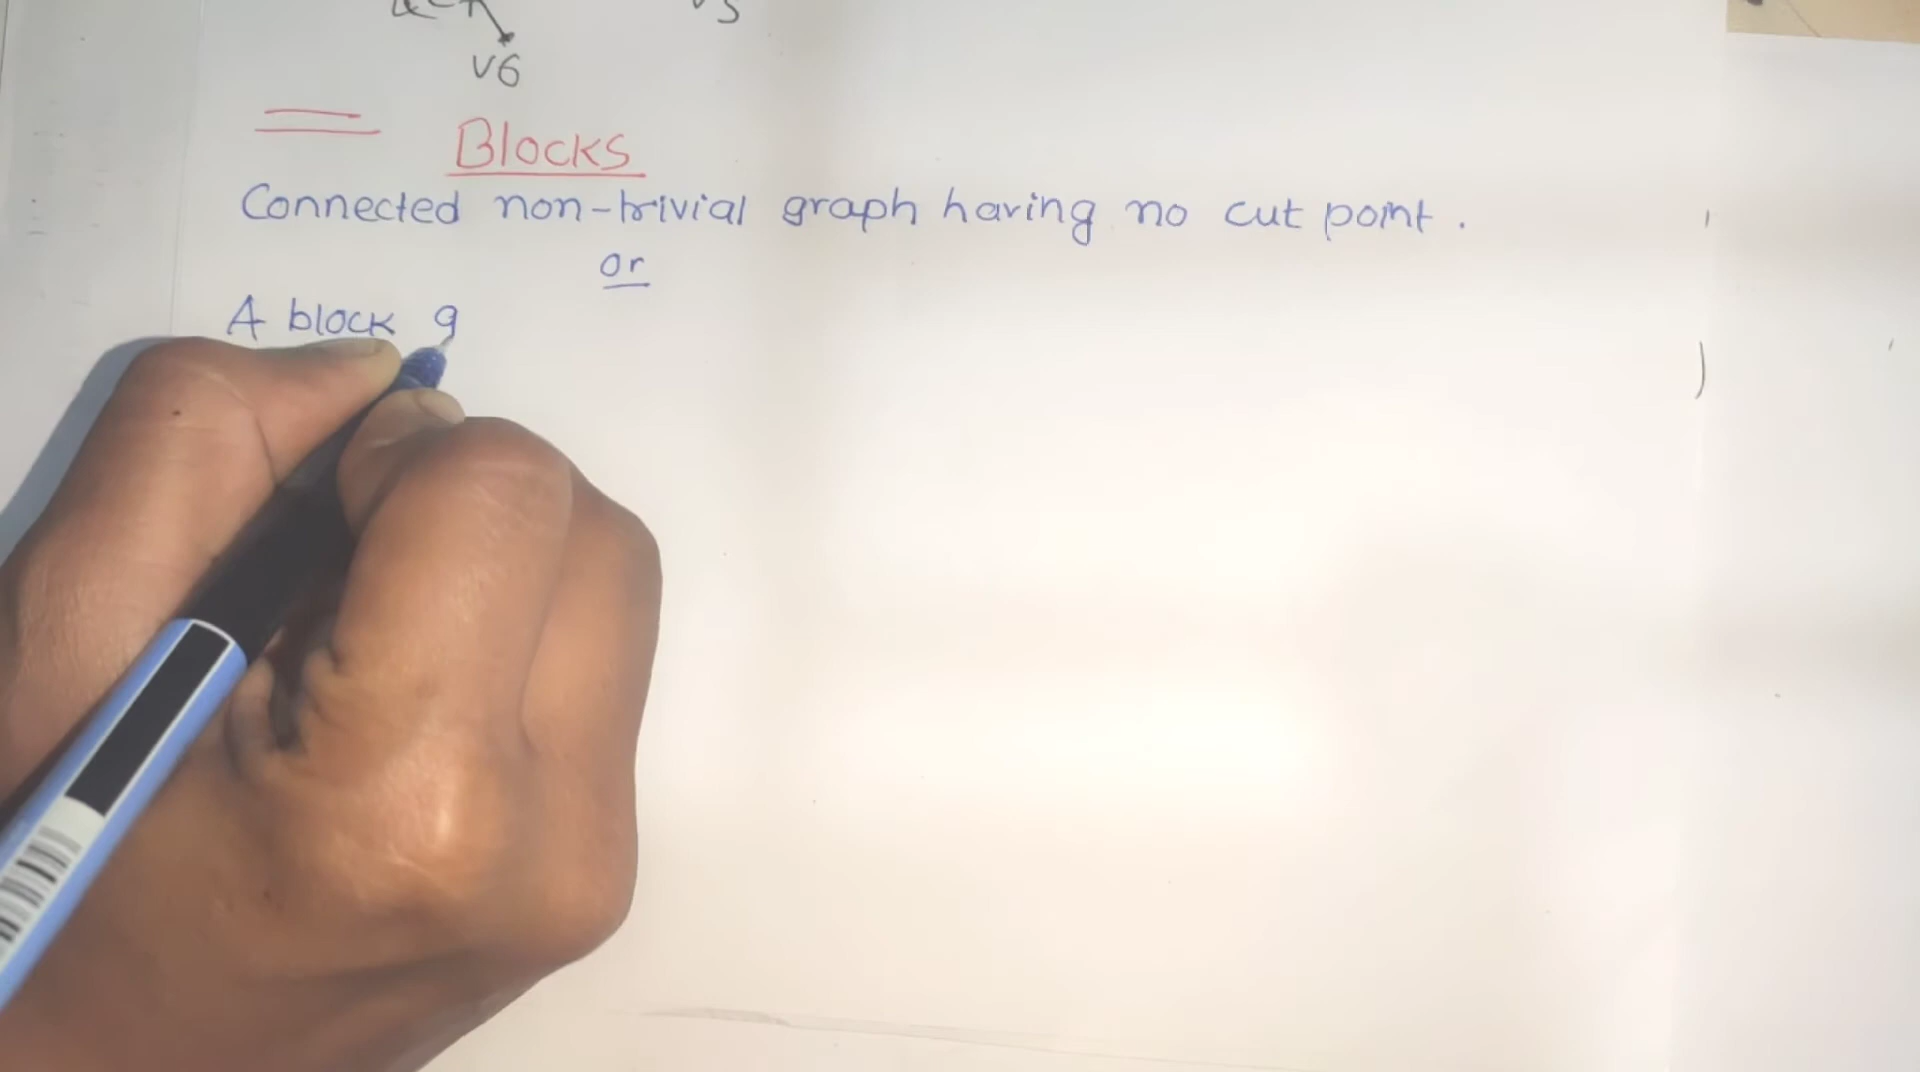 v6
Blocks
Connected non-trivial graph having no cut point.
or
A block g